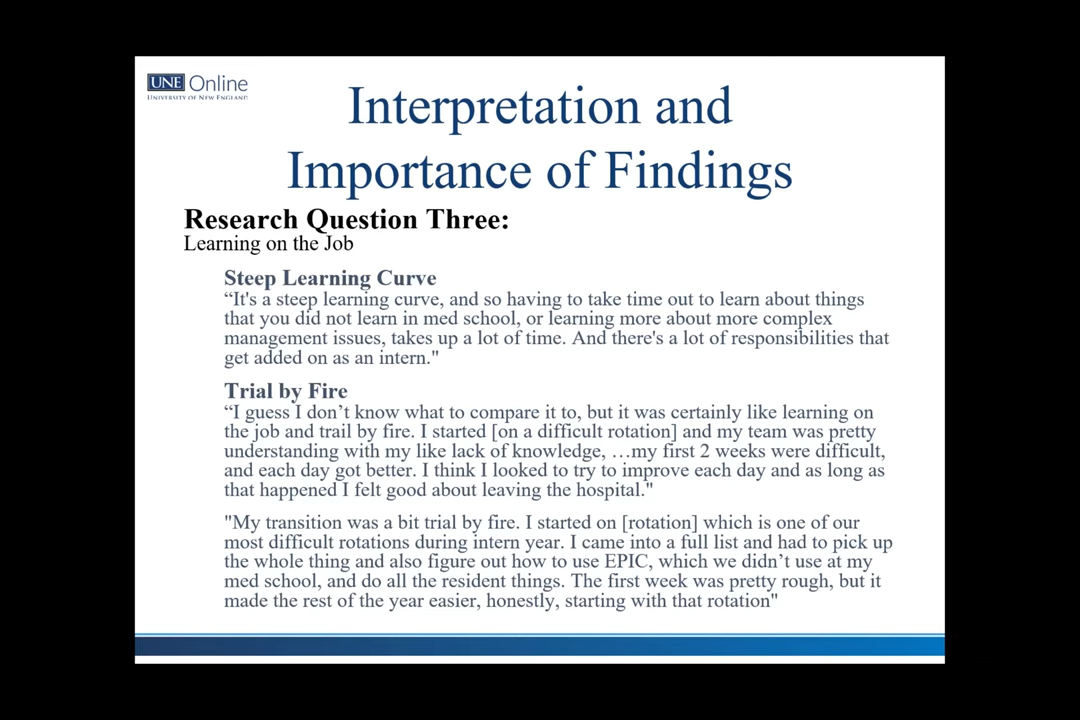 UNE Online
UNIVERSITY OF NEW ENGLAND
Interpretation and
Importance of Findings
Research Question Three:
Learning on the Job
Steep Learning Curve
“It's a steep learning curve, and so having to take time out to learn about things
that you did not learn in med school, or learning more about more complex
management issues, takes up a lot of time. And there's a lot of responsibilities that
get added on as an intern."
Trial by Fire
“I guess I don’t know what to compare it to, but it was certainly like learning on
the job and trail by fire. I started [on a difficult rotation] and my team was pretty
understanding with my like lack of knowledge, …my first 2 weeks were difficult,
and each day got better. I think I looked to try to improve each day and as long as
that happened I felt good about leaving the hospital."
"My transition was a bit trial by fire. I started on [rotation] which is one of our
most difficult rotations during intern year. I came into a full list and had to pick up
the whole thing and also figure out how to use EPIC, which we didn’t use at my
med school, and do all the resident things. The first week was pretty rough, but it
made the rest of the year easier, honestly, starting with that rotation"